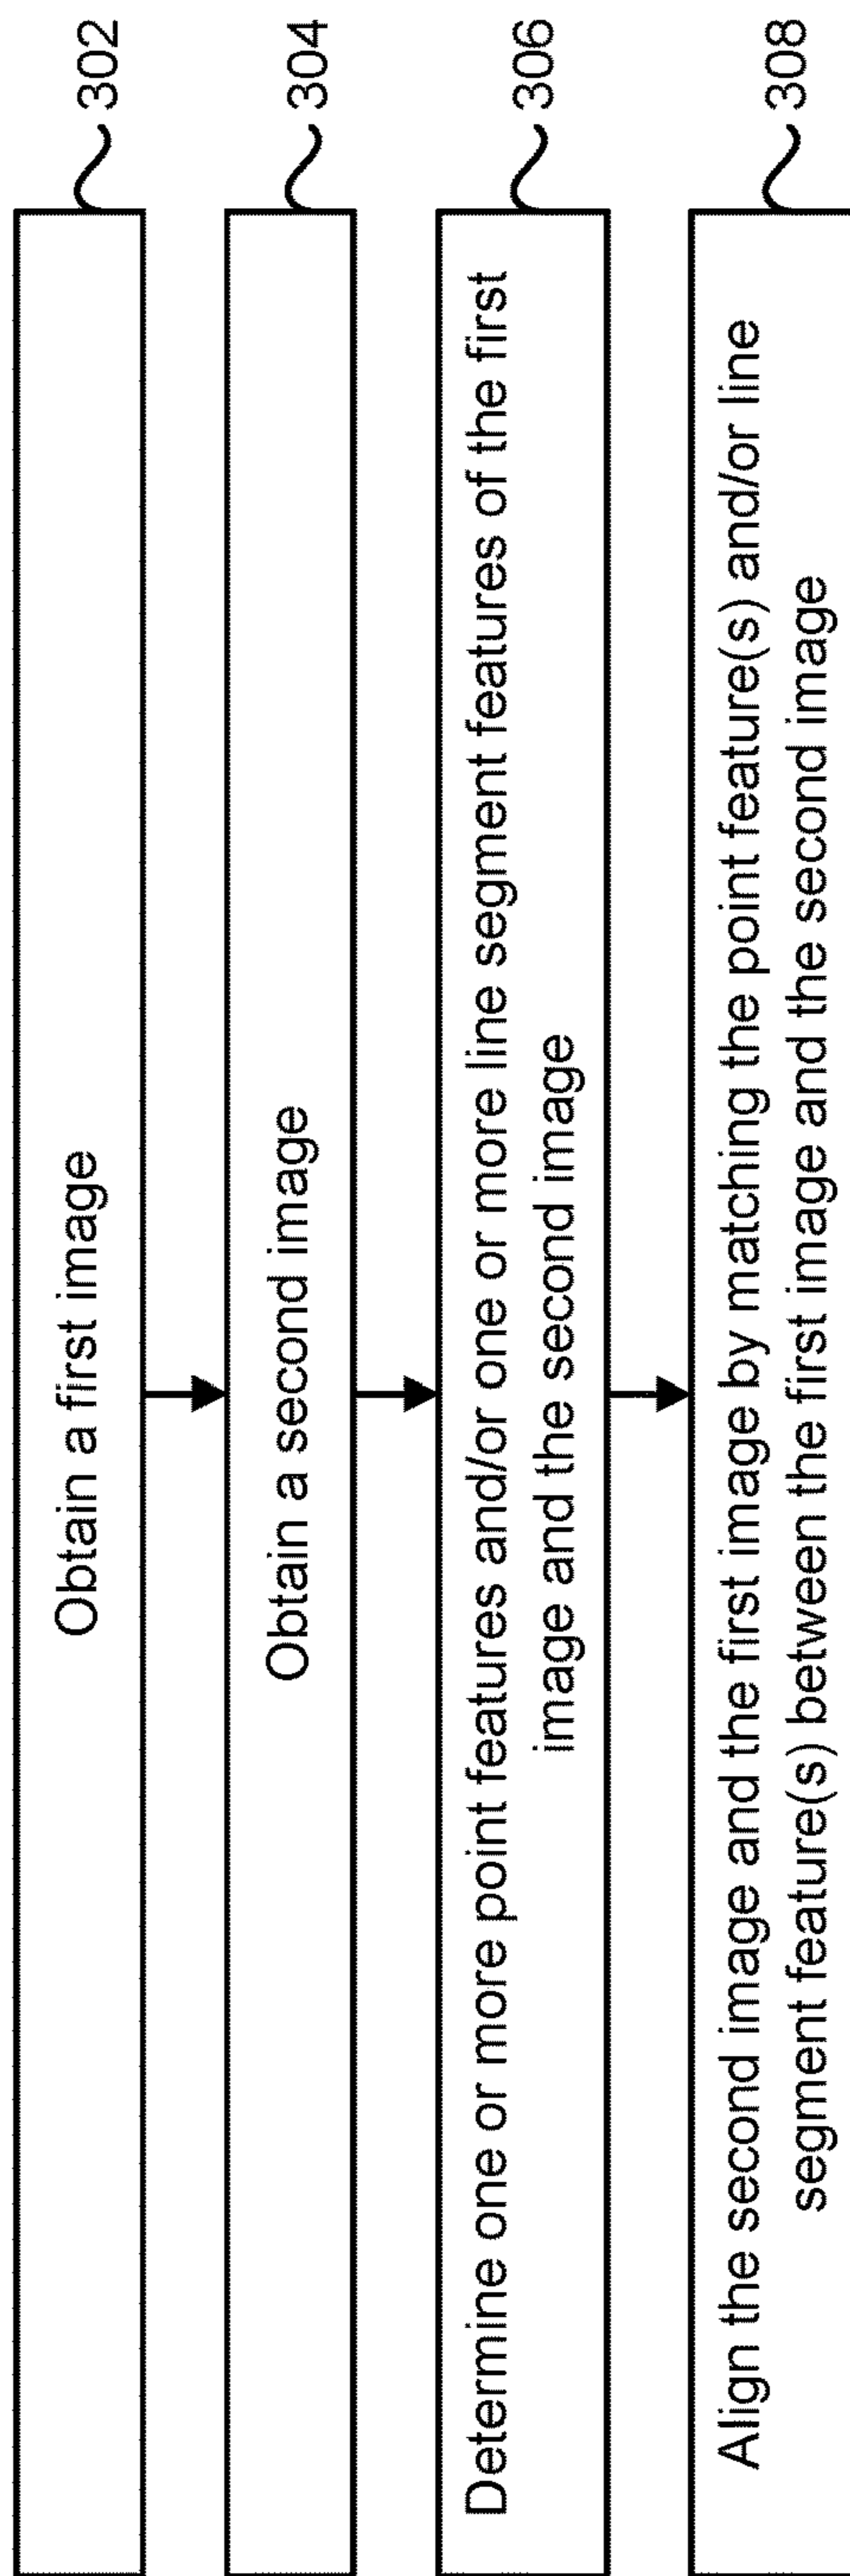 Obtain a first image
302
Obtain a second image
304
Determine one or more point features and/or one or more line segment features of the first
image and the second image
306
Align the second image and the first image by matching the point feature(s) and/or line
segment feature(s) between the first image and the second image
308